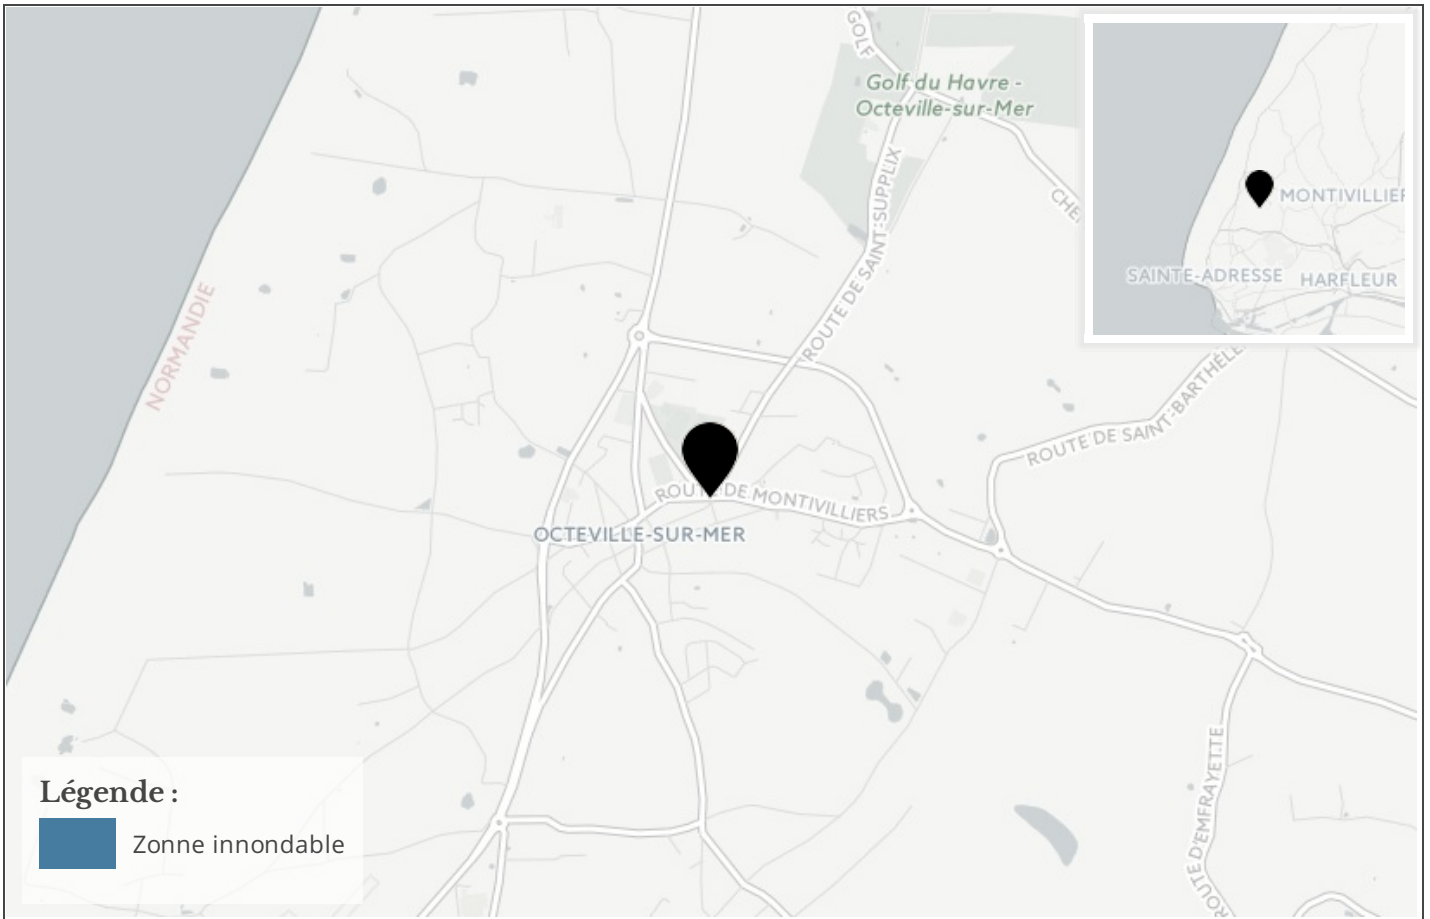 GOLF
Golf du Havre -
Octeville-sur-Mer
ROUTE DE SAINT-SUPPLIX
MONTIVILLIER
SAINTE-ADRESSE
HARFLEUR
NORMANDIE
ROUTE DE SAINT-BARTHÉLE
ROUTE DE MONTIVILLIERS
OCTEVILLE-SUR-MER
ROUTE D'EMFRAYETTE
ROUTE
Légende :
Zonne innondable